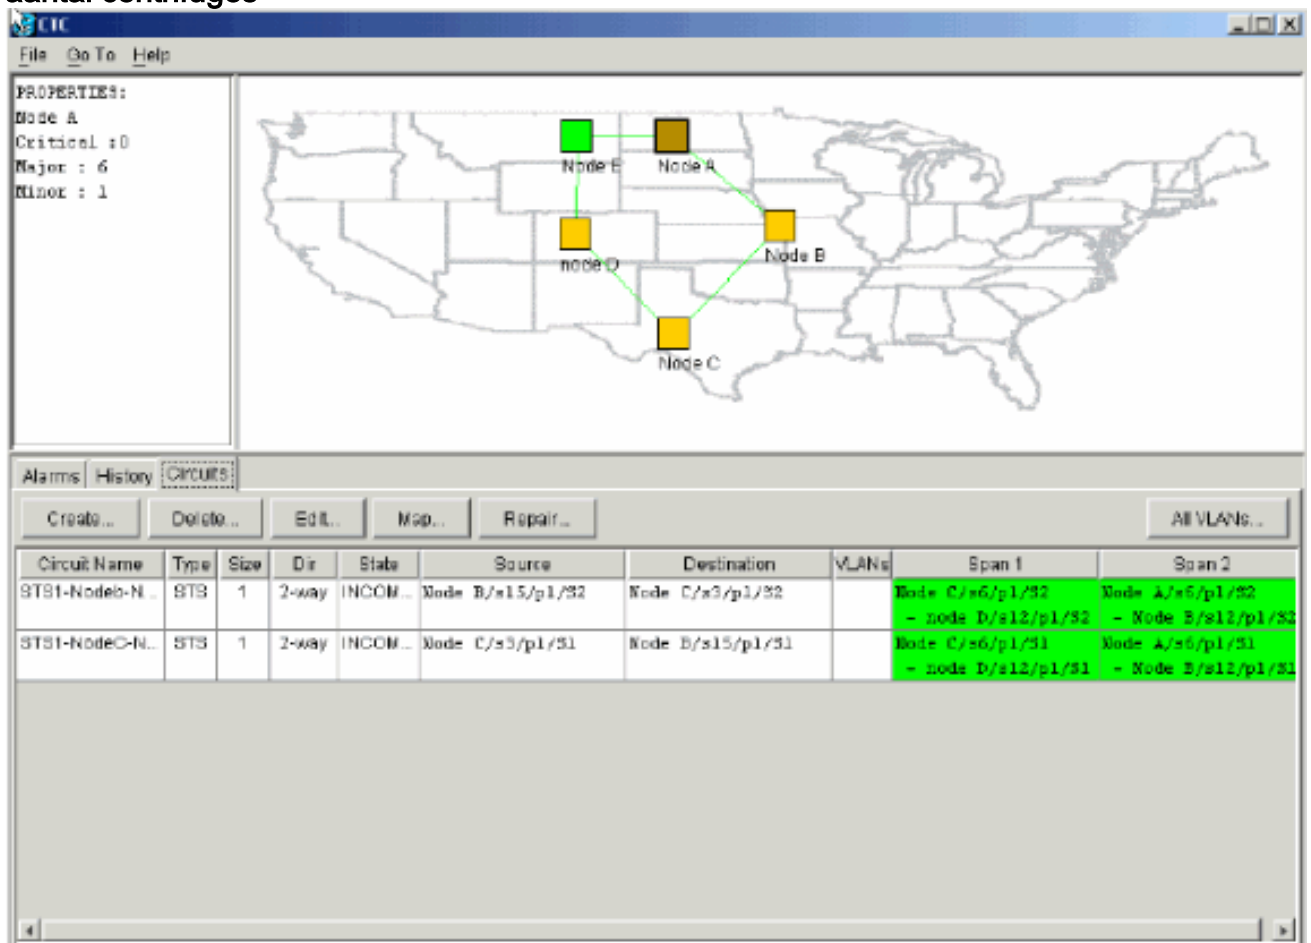 aantal centrifuges
CTC
File Go To Help
PROPERTIES:
Node A
Critical :0
Major : 6
Minor : 1
Node E
Node A
Node B
node D
Node C
Alarms History Circuits
Create... Delete... Edit... Map... Repair... All VLANs...
Circuit Name Type Size Dir State Source Destination VLANs Span 1 Span 2
STS1-Nodeb-N... STS 1 2-way INCOM... Node B/s15/p1/S2 Node C/s3/p1/S2 Node C/s6/p1/S2 Node A/s6/p1/S2
- node D/s12/p1/S2 - Node B/s12/p1/S2
STS1-NodeC-N... STS 1 2-way INCOM... Node C/s3/p1/S1 Node B/s15/p1/S1 Node C/s6/p1/S1 Node A/s6/p1/S1
- node D/s12/p1/S1 - Node B/s12/p1/S1